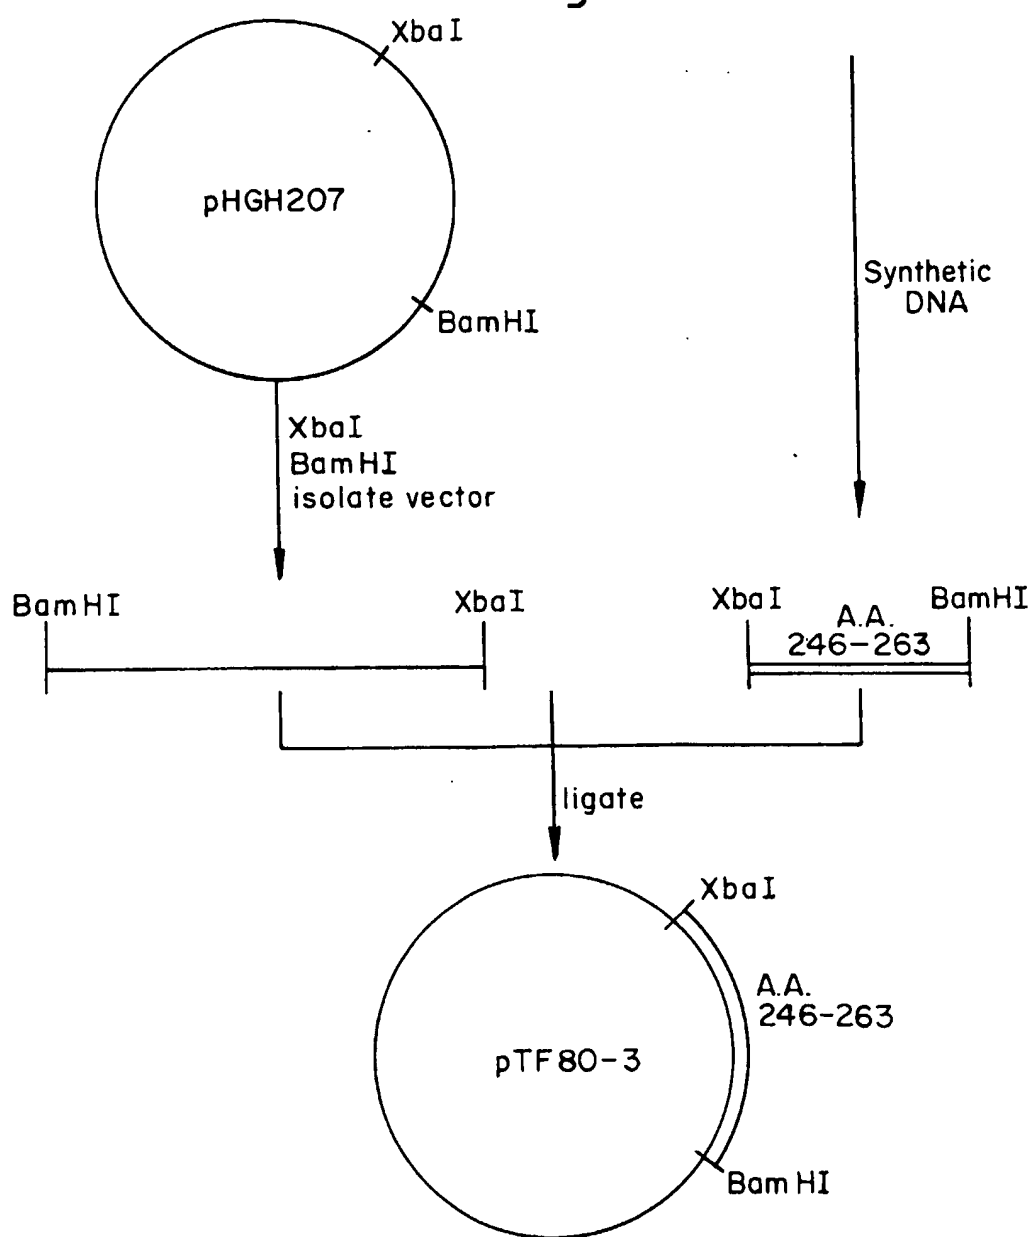 XbaI
pHGH207
BamHI
Synthetic
DNA
XbaI
BamHI
isolate vector
BamHI
XbaI
XbaI
A.A.
246-263
BamHI
ligate
XbaI
A.A.
246-263
pTF80-3
BamHI